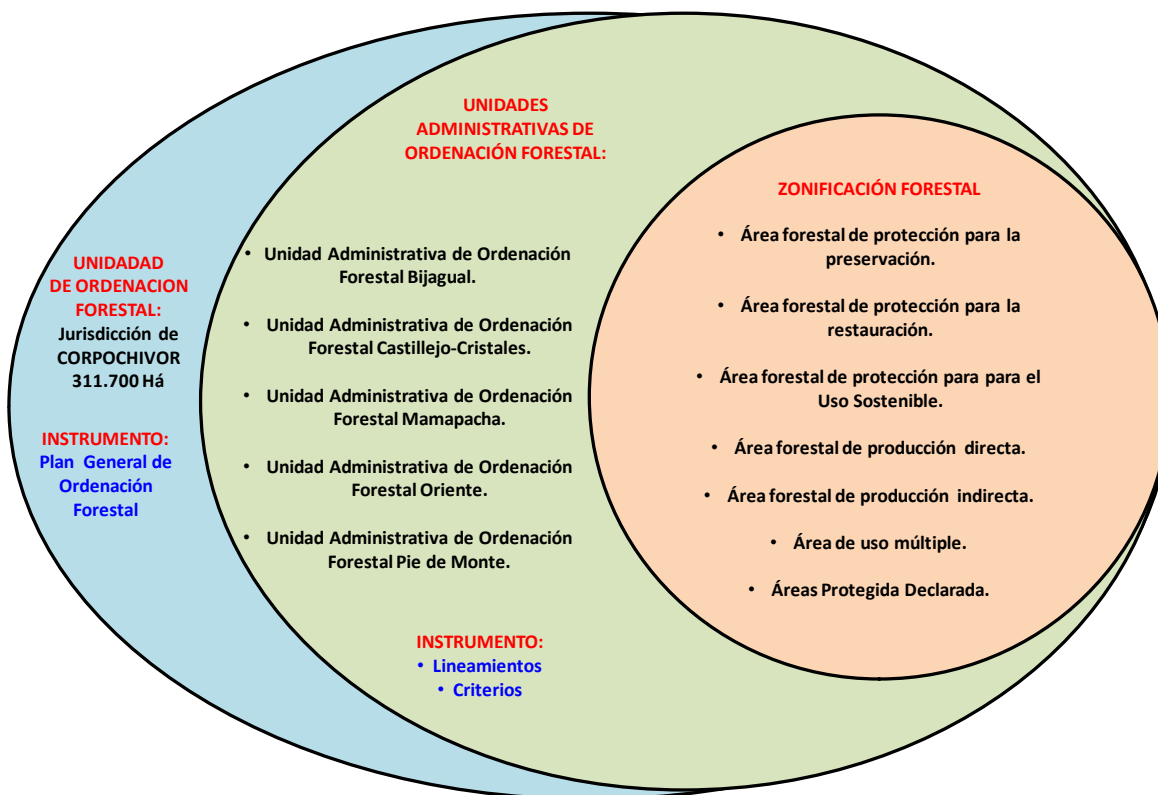 UNIDADAD
DE ORDENACION
FORESTAL:
Jurisdicción de
CORPOCHIVOR
311.700 Há
INSTRUMENTO:
Plan General de
Ordenación
Forestal
UNIDADES
ADMINISTRATIVAS DE
ORDENACIÓN FORESTAL:
• Unidad Administrativa de Ordenación
Forestal Bijagual.
• Unidad Administrativa de Ordenación
Forestal Castillejo-Cristales.
• Unidad Administrativa de Ordenación
Forestal Mamapacha.
• Unidad Administrativa de Ordenación
Forestal Oriente.
• Unidad Administrativa de Ordenación
Forestal Pie de Monte.
INSTRUMENTO:
• Lineamientos
• Criterios
ZONIFICACIÓN FORESTAL
• Área forestal de protección para la
preservación.
• Área forestal de protección para la
restauración.
• Área forestal de protección para para el
Uso Sostenible.
• Área forestal de producción directa.
• Área forestal de producción indirecta.
• Área de uso múltiple.
• Áreas Protegida Declarada.